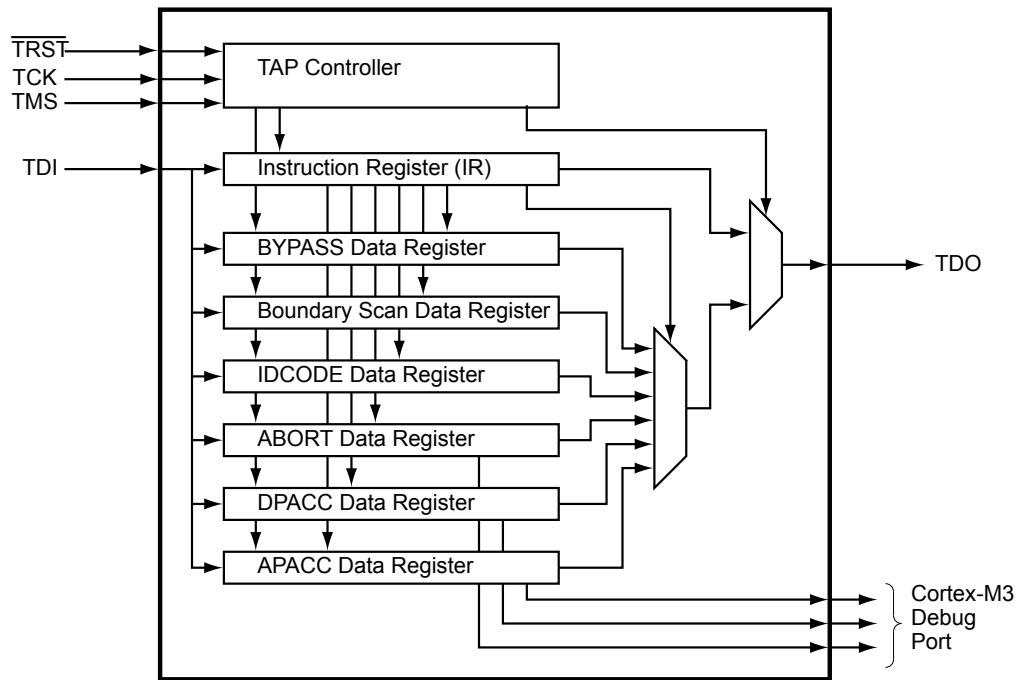 TRST
TCK
TMS
TDI
TAP Controller
Instruction Register (IR)
BYPASS Data Register
Boundary Scan Data Register
IDCODE Data Register
ABORT Data Register
DPACC Data Register
APACC Data Register
TDO
Cortex-M3
Debug
Port